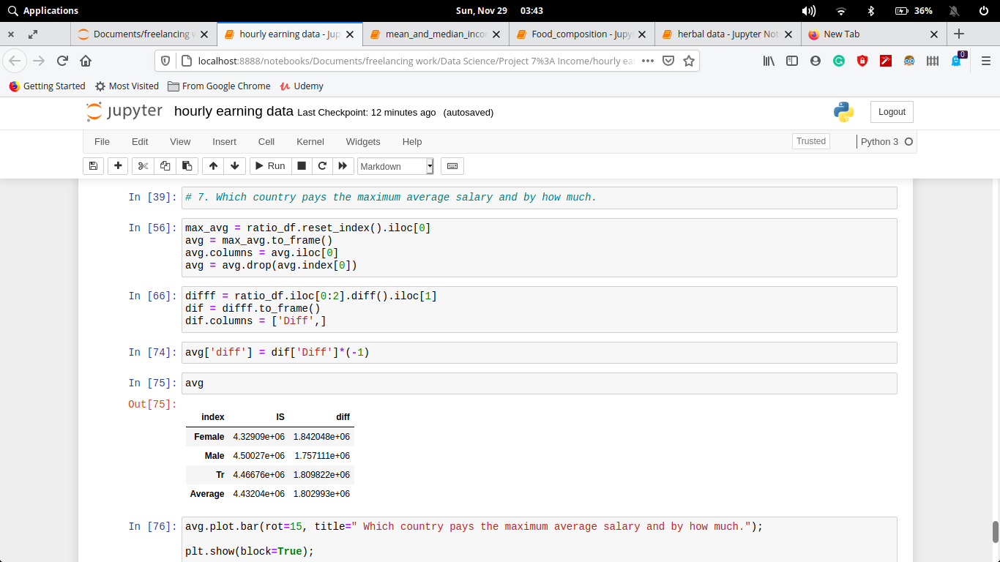 Applications
Sun, Nov 29 03:43
36%
Documents/freelancing w
hourly earning data - Jup
mean_and_median_incor
Food_composition - Jupy
herbal data - Jupyter Not
New Tab
localhost:8888/notebooks/Documents/freelancing work/Data Science/Project 7%3A Income/hourly ea
0
Getting Started
Most Visited
From Google Chrome
Udemy
jupyter
hourly earning data Last Checkpoint: 12 minutes ago (autosaved)
Logout
File Edit View Insert Cell Kernel Widgets Help
Trusted
Python 3
Run
Markdown
In [39]: # 7. Which country pays the maximum average salary and by how much.
In [56]: max_avg = ratio_df.reset_index().iloc[0]
avg = max_avg.to_frame()
avg.columns = avg.iloc[0]
avg = avg.drop(avg.index[0])
In [66]: difff = ratio_df.iloc[0:2].diff().iloc[1]
dif = difff.to_frame()
dif.columns = ['Diff',]
In [74]: avg['diff'] = dif['Diff']*(-1)
In [75]: avg
Out[75]:
index IS diff
Female 4.32909e+06 1.842048e+06
Male 4.50027e+06 1.757111e+06
Tr 4.46676e+06 1.809822e+06
Average 4.43204e+06 1.802993e+06
In [76]: avg.plot.bar(rot=15, title=" Which country pays the maximum average salary and by how much.");
plt.show(block=True);